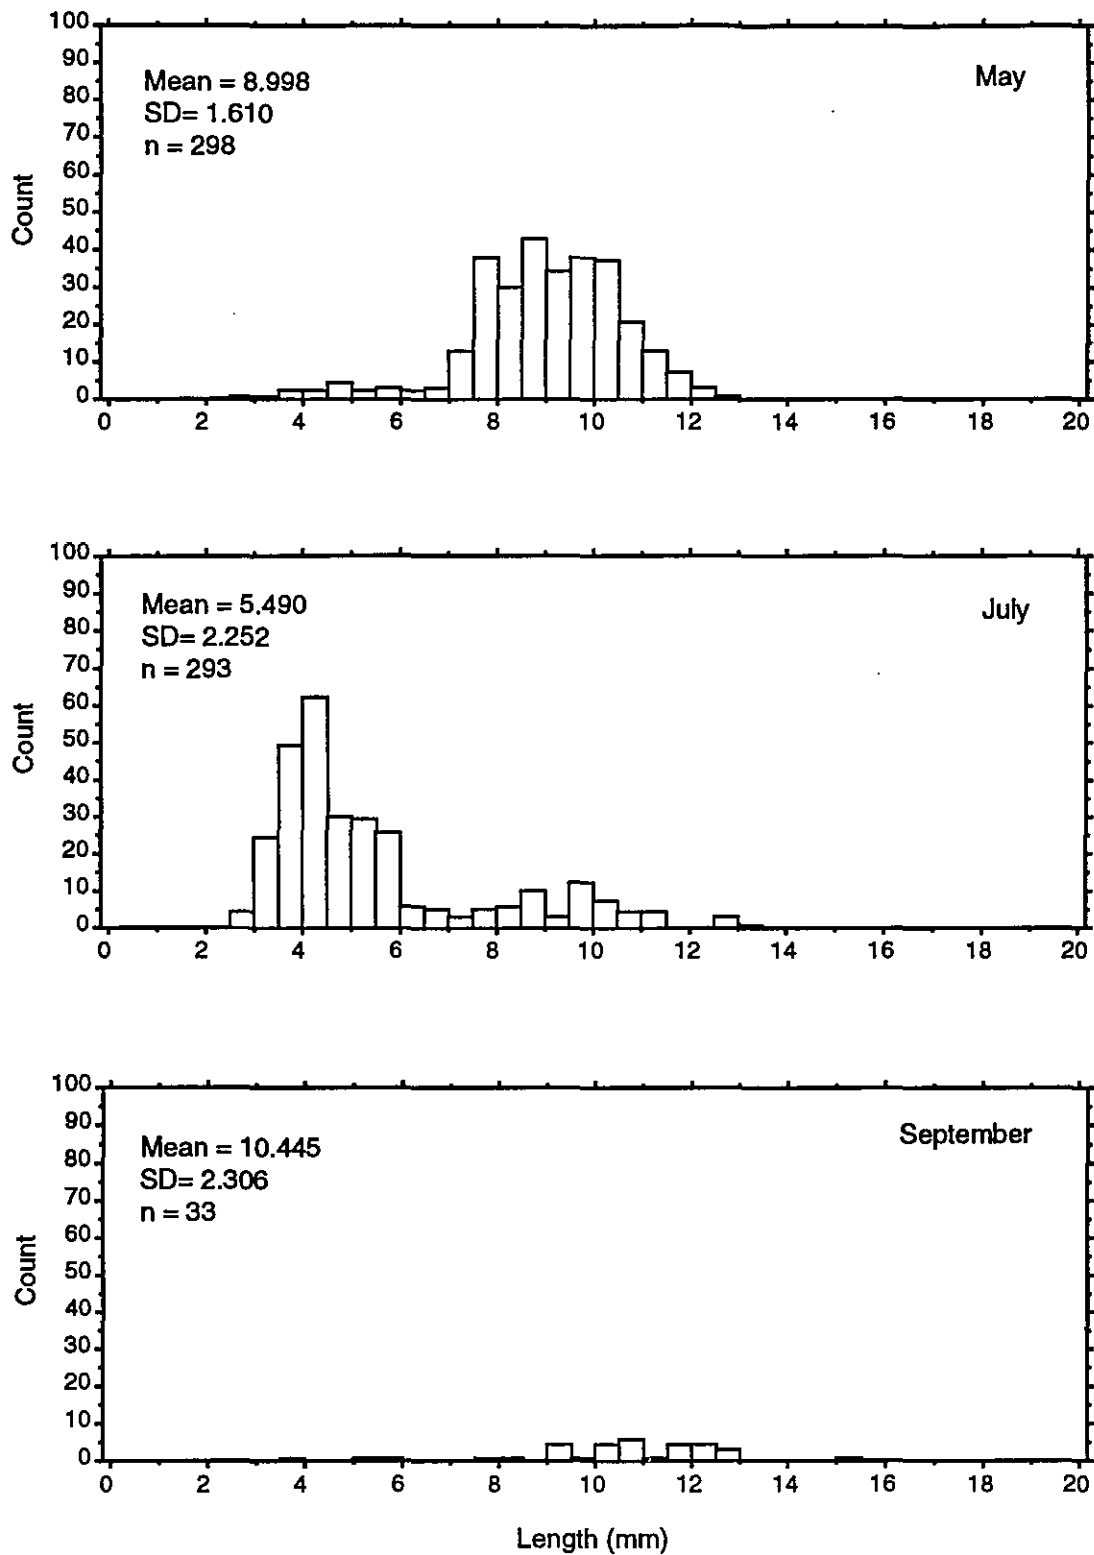 100
90
80
70
60
50
40
30
20
10
0
Count
Mean = 8.998
SD= 1.610
n = 298
May
0 2 4 6 8 10 12 14 16 18 20
100
90
80
70
60
50
40
30
20
10
0
Count
Mean = 5.490
SD= 2.252
n = 293
July
0 2 4 6 8 10 12 14 16 18 20
100
90
80
70
60
50
40
30
20
10
0
Count
Mean = 10.445
SD= 2.306
n = 33
September
0 2 4 6 8 10 12 14 16 18 20
Length (mm)